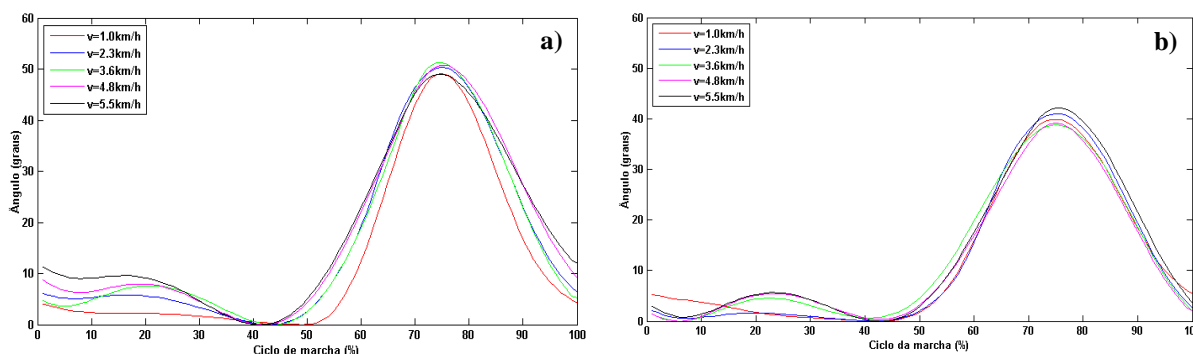 a)
v=1.0km/h
v=2.3km/h
v=3.6km/h
v=4.8km/h
v=5.5km/h
60
50
40
30
20
10
0
Ângulo (graus)
0 10 20 30 40 50 60 70 80 90 100
Ciclo de marcha (%)
b)
v=1.0km/h
v=2.3km/h
v=3.6km/h
v=4.8km/h
v=5.5km/h
60
50
40
30
20
10
0
Ângulo (graus)
0 10 20 30 40 50 60 70 80 90 100
Ciclo da marcha (%)